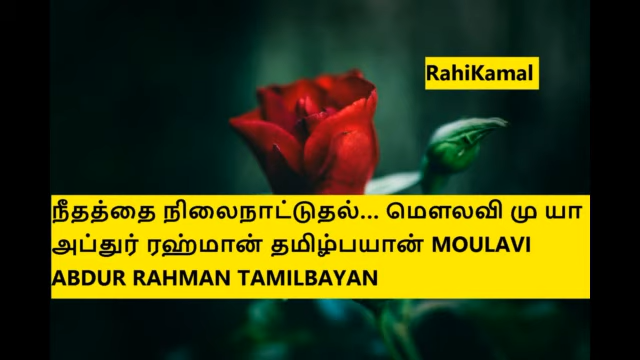 RahiKamal
நீதத்தை நிலைநாட்டுதல்... மௌலவி மு யா
அப்துர் ரஹ்மான் தமிழ்பயான் MOULAVI
ABDUR RAHMAN TAMILBAYAN